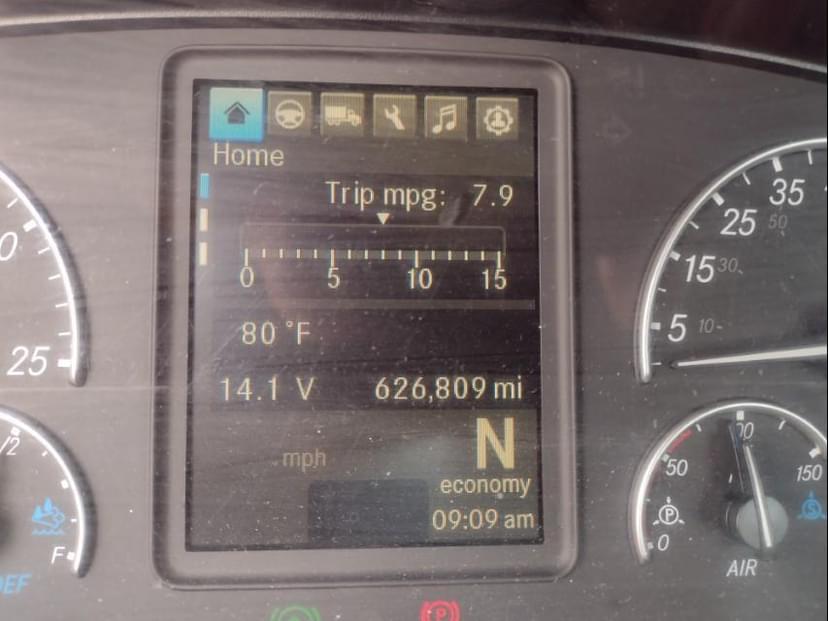 Home
Trip mpg: 7.9
0 5 10 15
80 °F
14.1 V 626,809 mi
mph
N
economy
09:09 am
25
/2
F
DEF
35
25 50
15 30
5 10
50
150
0
P
S
AIR
P